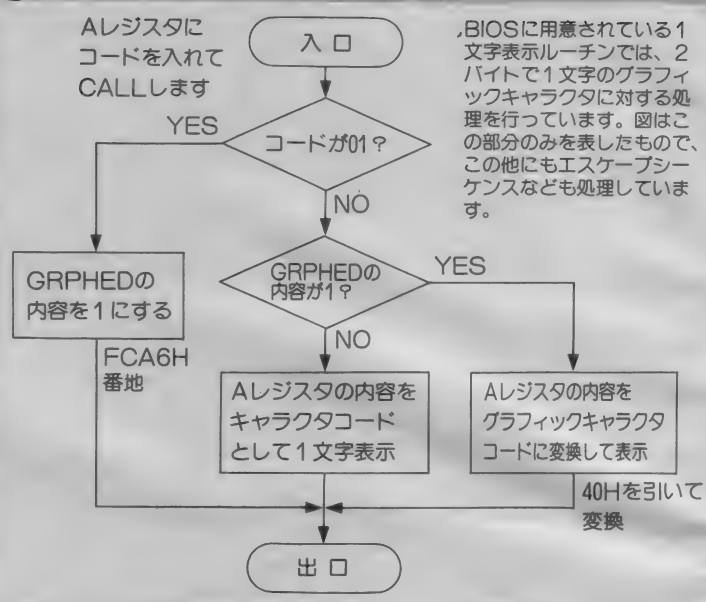 Aレジスタに
コードを入れて
CALLします
入口
,BIOSに用意されている1
文字表示ルーチンでは、2
バイトで1文字のグラフィ
ックキャラクタに対する処
理を行っています。図はこ
の部分のみを表したもので、
この他にもエスケープシー
ケンスなども処理していま
す。
YES
コードが01?
NO
GRPHEDの
内容を1にする
GRPHEDの
内容が1?
YES
NO
FCA6H
番地
Aレジスタの内容を
キャラクタコード
として1文字表示
Aレジスタの内容を
グラフィックキャラクタ
コードに変換して表示
40Hを引いて
変換
出口